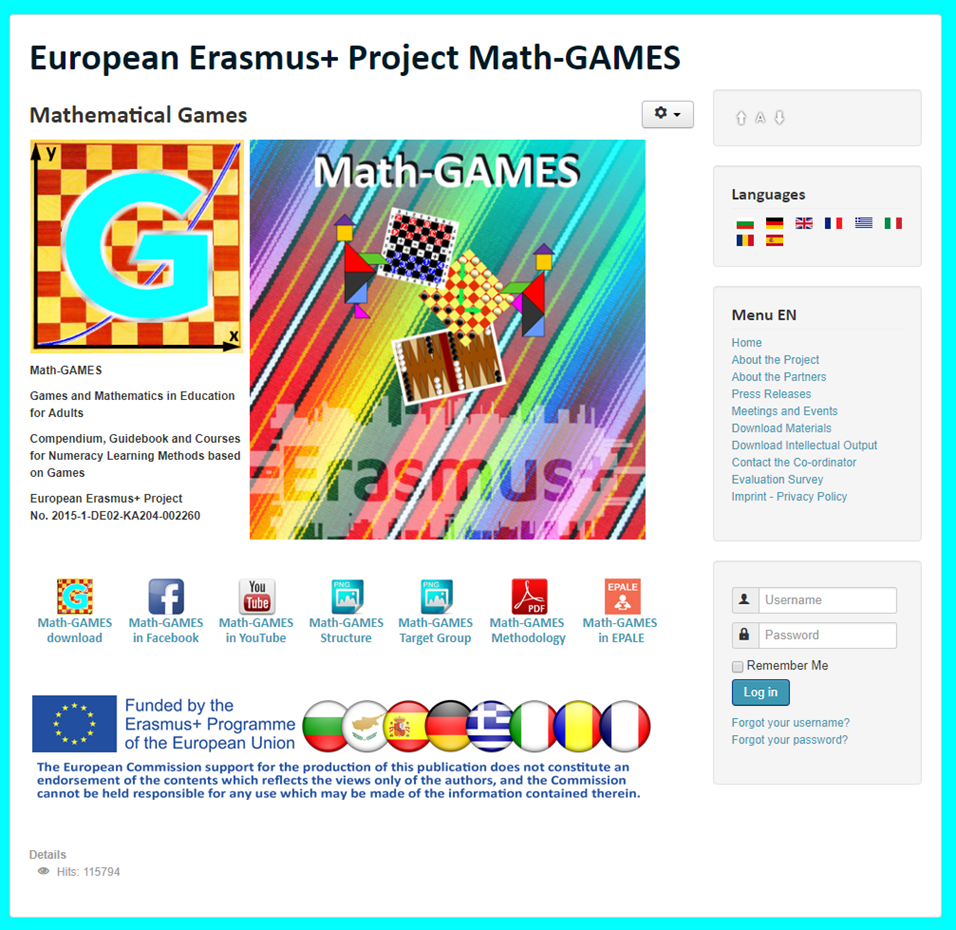 European Erasmus+ Project Math-GAMES
Mathematical Games
y
G
x
Math-GAMES
Erasmus+
Math-GAMES
Games and Mathematics in Education
for Adults
Compendium, Guidebook and Courses
for Numeracy Learning Methods based
on Games
European Erasmus+ Project
No. 2015-1-DE02-KA204-002260
G
Math-GAMES
download
f
Math-GAMES
in Facebook
You
Tube
Math-GAMES
in YouTube
PNG
Math-GAMES
Structure
PNG
Math-GAMES
Target Group
PDF
Math-GAMES
Methodology
EPALE
Math-GAMES
in EPALE
Funded by the
Erasmus+ Programme
of the European Union
The European Commission support for the production of this publication does not constitute an
endorsement of the contents which reflects the views only of the authors, and the Commission
cannot be held responsible for any use which may be made of the information contained therein.
Details
Hits: 115794
A
Languages
Menu EN
Home
About the Project
About the Partners
Press Releases
Meetings and Events
Download Materials
Download Intellectual Output
Contact the Co-ordinator
Evaluation Survey
Imprint - Privacy Policy
Username
Password
Remember Me
Log in
Forgot your username?
Forgot your password?